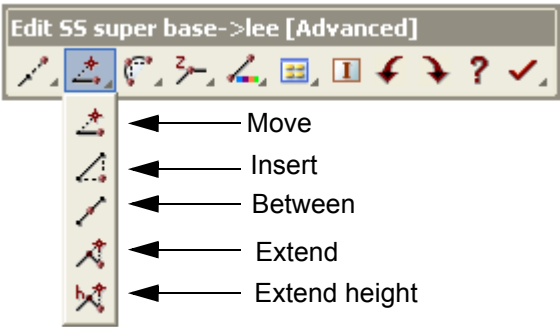 Edit SS super base->lee [Advanced]
Z I ?
Move
Insert
Between
Extend
h Extend height